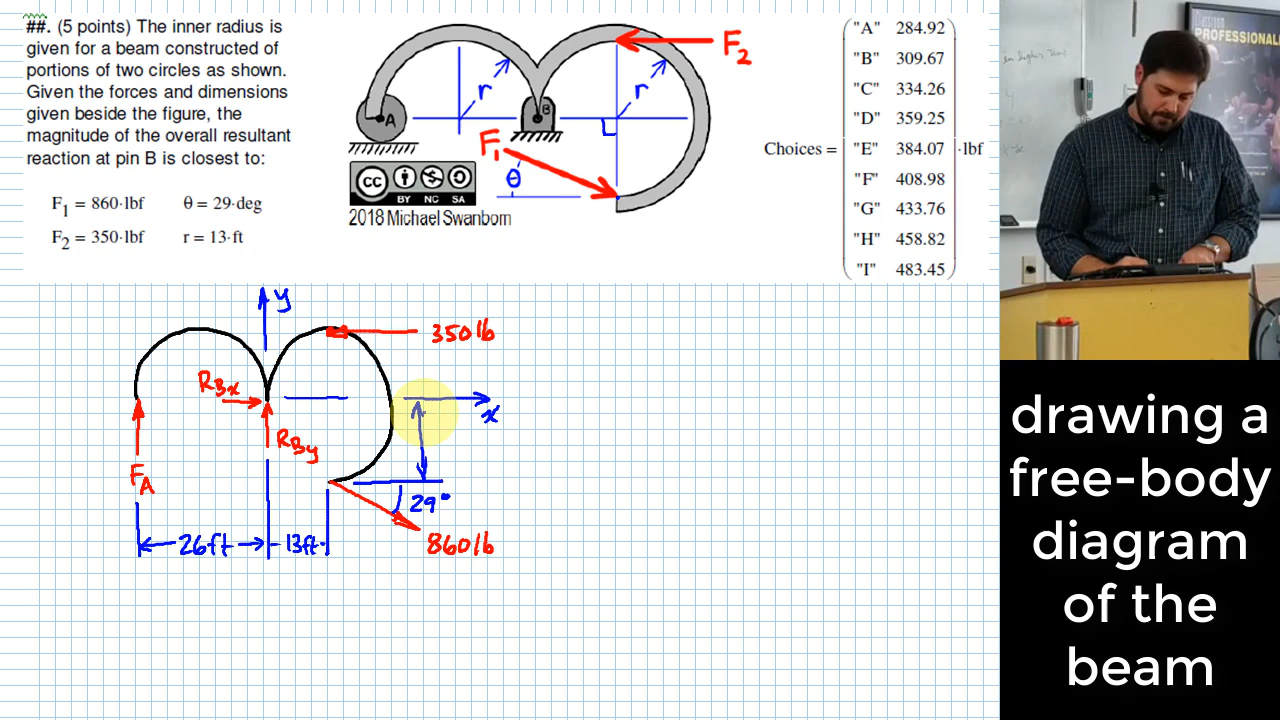 ##. (5 points) The inner radius is
given for a beam constructed of
portions of two circles as shown.
Given the forces and dimensions
given beside the figure, the
magnitude of the overall resultant
reaction at pin B is closest to:
F1 = 860·lbf θ = 29·deg
F2 = 350·lbf r = 13·ft
A
B
r
r
F2
F1
θ
cc
BY NC SA
2018 Michael Swanbom
Choices =
"A" 284.92
"B" 309.67
"C" 334.26
"D" 359.25
"E" 384.07
"F" 408.98
"G" 433.76
"H" 458.82
"I" 483.45
·lbf
PROFESSIONAL
y
350lb
RBx
x
RBy
FA
29°
26ft
13ft
860lb
drawing a
free-body
diagram
of the
beam